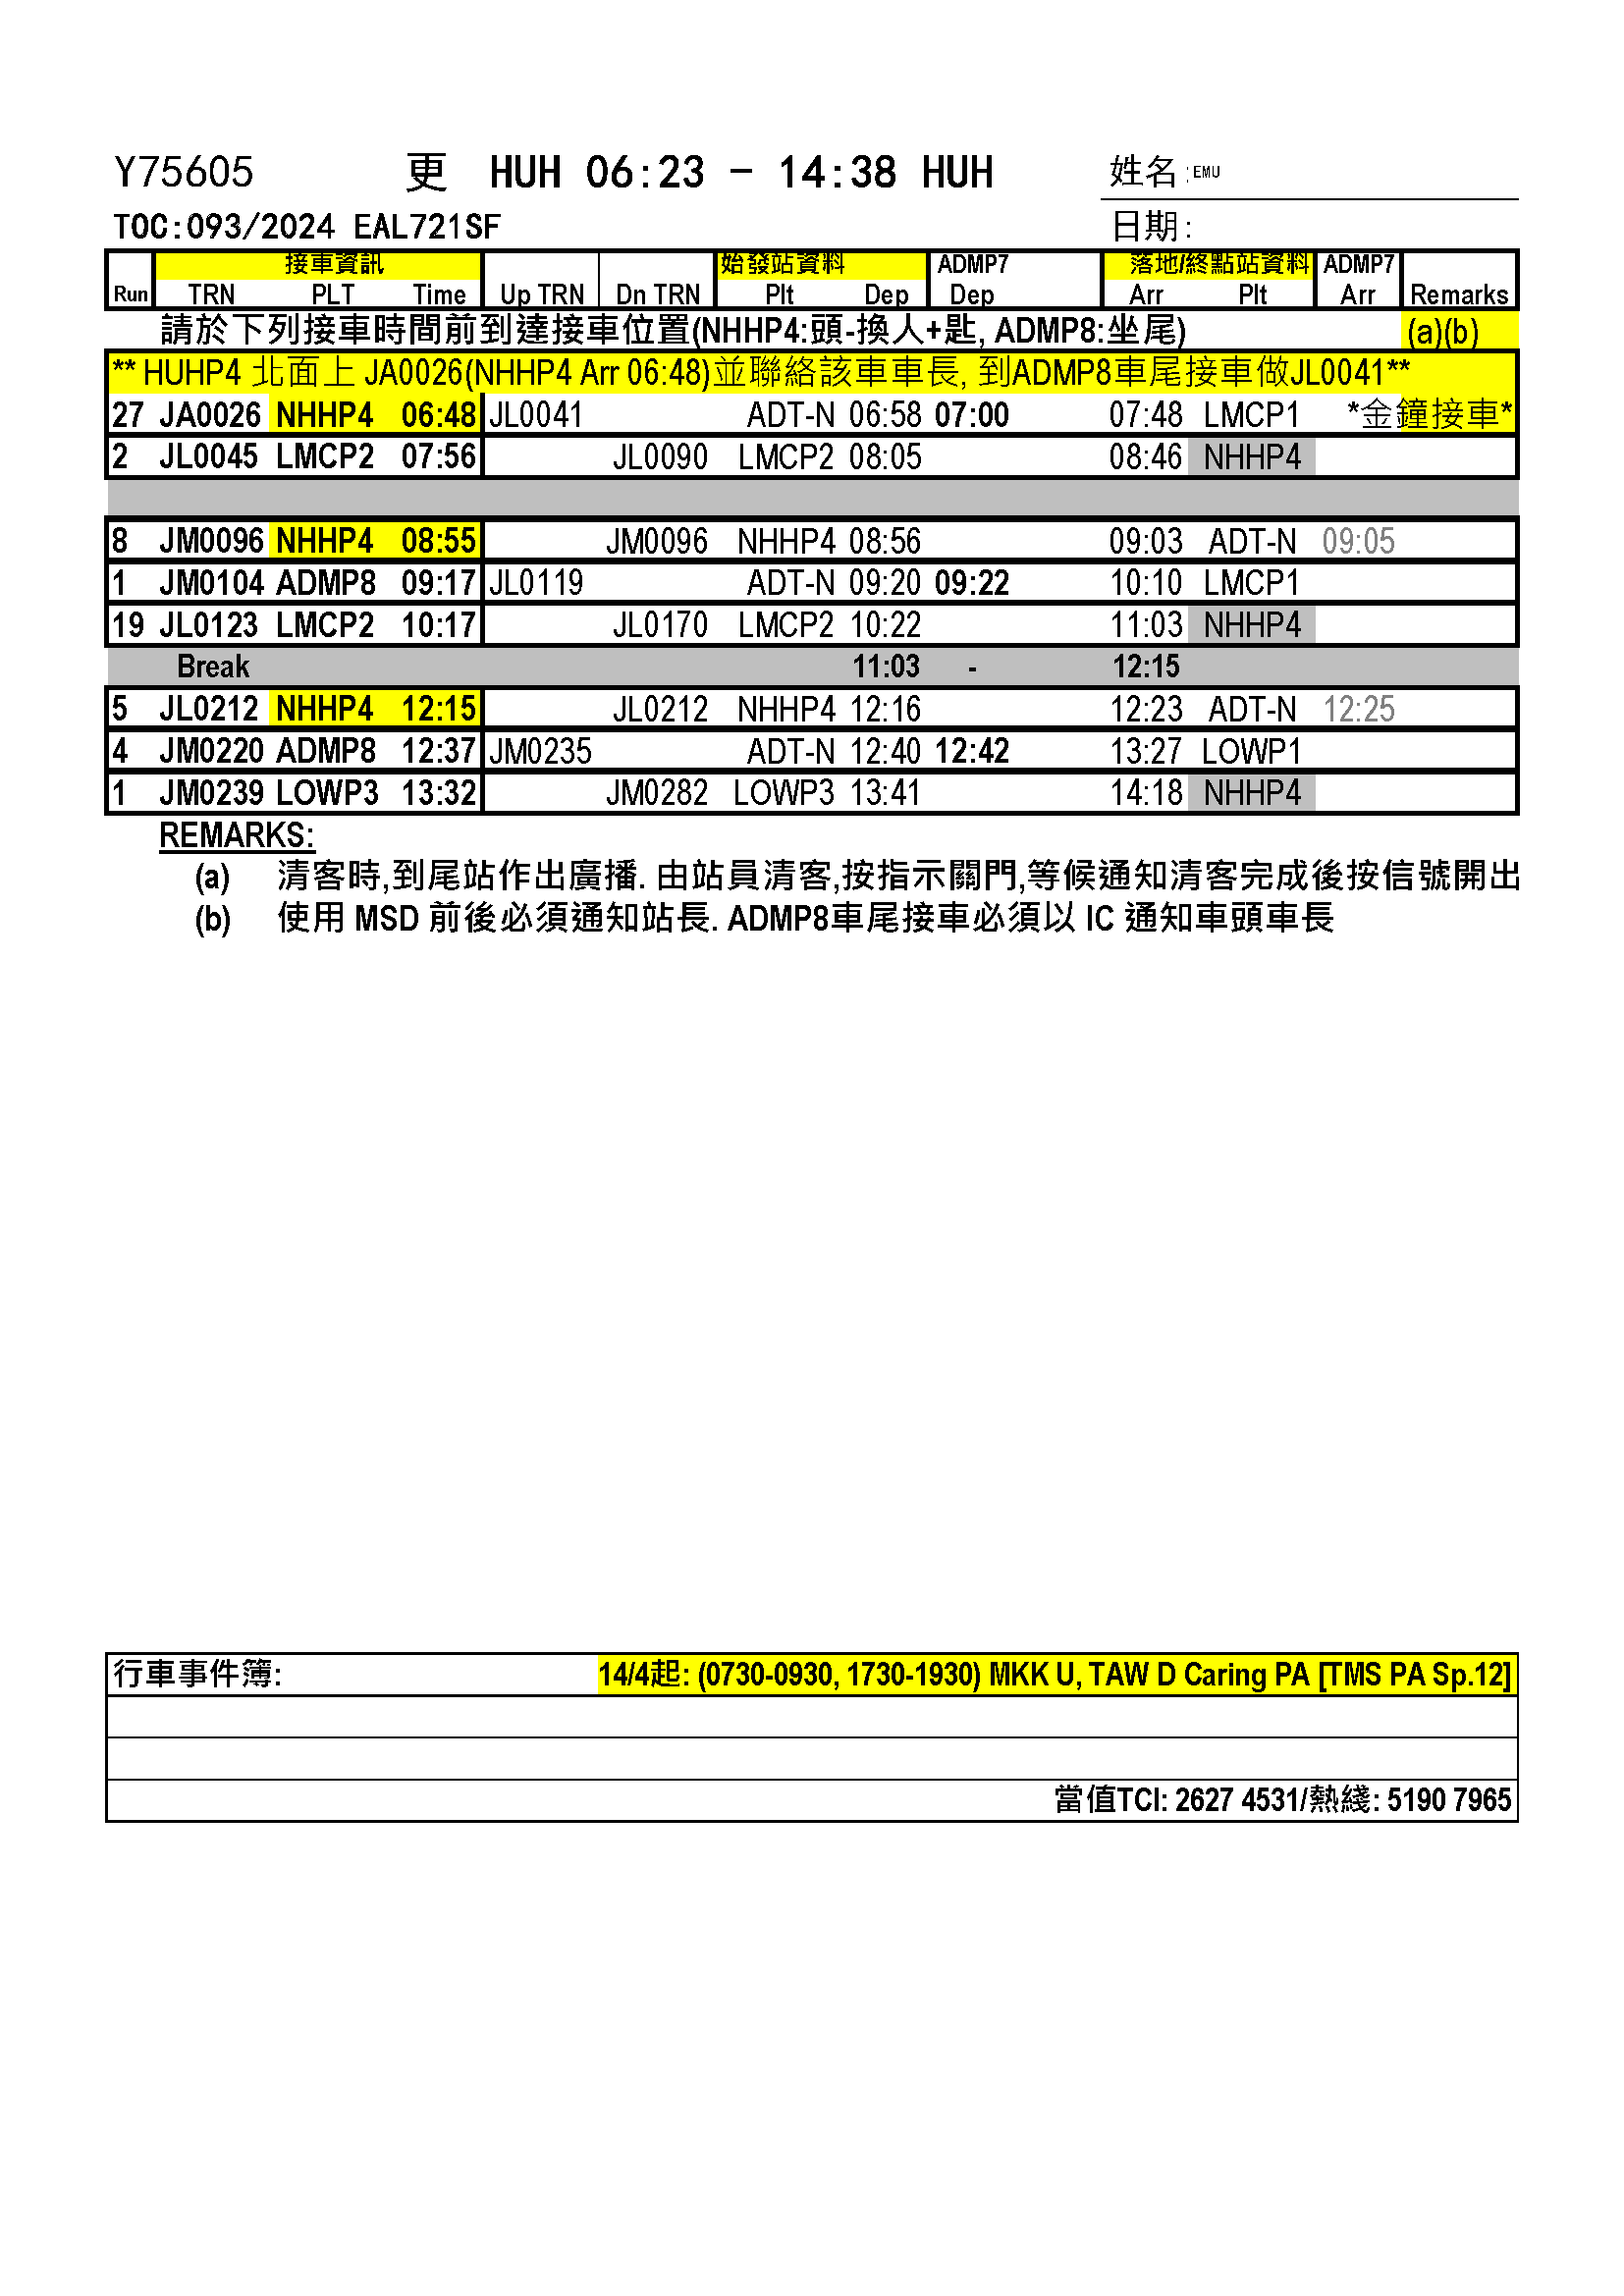 Y75605 更 HUH 06:23 - 14:38 HUH 姓名:EMU
TOC:093/2024 EAL721SF 日期:
接車資訊 始發站資料 ADMP7 落地/終點站資料 ADMP7
Run TRN PLT Time Up TRN Dn TRN Plt Dep Dep Arr Plt Arr Remarks
請於下列接車時間前到達接車位置(NHHP4:頭-換人+匙, ADMP8:坐尾) (a)(b)
** HUHP4 北面上 JA0026(NHHP4 Arr 06:48)並聯絡該車車長, 到ADMP8車尾接車做JL0041**
27 JA0026 NHHP4 06:48 JL0041 ADT-N 06:58 07:00 07:48 LMCP1 *金鐘接車*
2 JL0045 LMCP2 07:56 JL0090 LMCP2 08:05 08:46 NHHP4
8 JM0096 NHHP4 08:55 JM0096 NHHP4 08:56 09:03 ADT-N 09:05
1 JM0104 ADMP8 09:17 JL0119 ADT-N 09:20 09:22 10:10 LMCP1
19 JL0123 LMCP2 10:17 JL0170 LMCP2 10:22 11:03 NHHP4
Break 11:03 - 12:15
5 JL0212 NHHP4 12:15 JL0212 NHHP4 12:16 12:23 ADT-N 12:25
4 JM0220 ADMP8 12:37 JM0235 ADT-N 12:40 12:42 13:27 LOWP1
1 JM0239 LOWP3 13:32 JM0282 LOWP3 13:41 14:18 NHHP4
REMARKS:
(a) 清客時,到尾站作出廣播. 由站員清客,按指示關門,等候通知清客完成後按信號開出
(b) 使用 MSD 前後必須通知站長. ADMP8車尾接車必須以 IC 通知車頭車長
行車事件簿: 14/4起: (0730-0930, 1730-1930) MKK U, TAW D Caring PA [TMS PA Sp.12]
當值TCI: 2627 4531/熱綫: 5190 7965